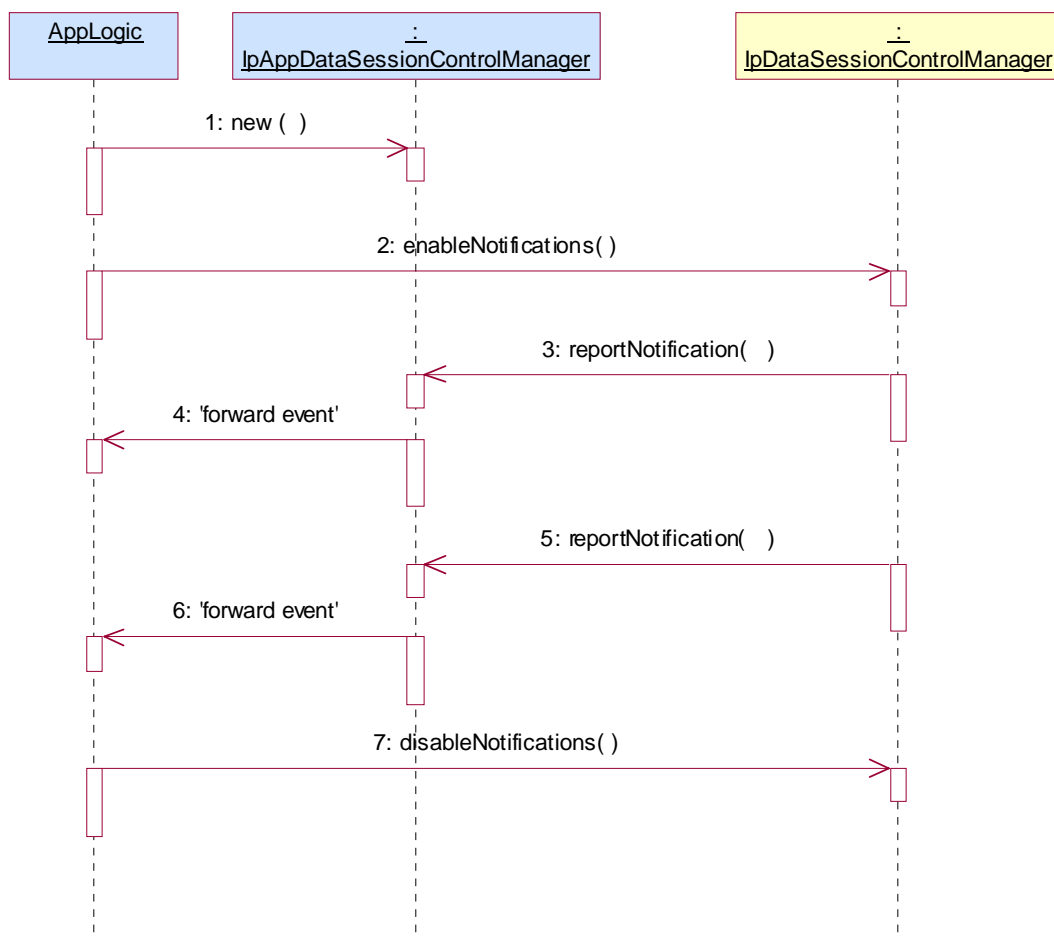 AppLogic
:
IpAppDataSessionControlManager
:
IpDataSessionControlManager
1: new ( )
2: enableNotifications( )
3: reportNotification( )
4: 'forward event'
5: reportNotification( )
6: 'forward event'
7: disableNotifications( )